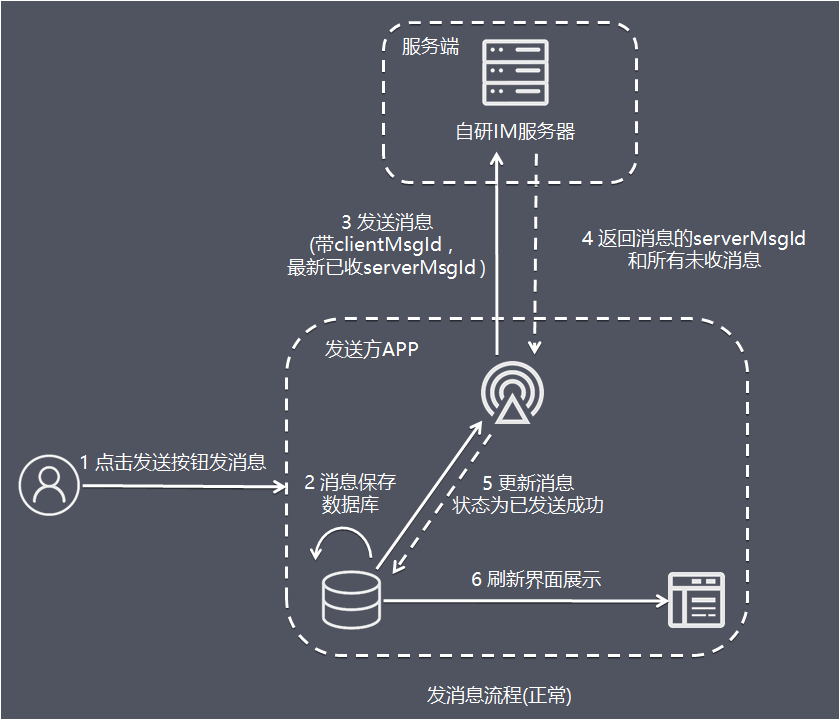 服务端
自研IM服务器
3 发送消息
(带clientMsgId，
最新已收serverMsgId）
4 返回消息的serverMsgId
和所有未收消息
发送方APP
1 点击发送按钮发消息
2 消息保存
数据库
5 更新消息
状态为已发送成功
6 刷新界面展示
发消息流程(正常)